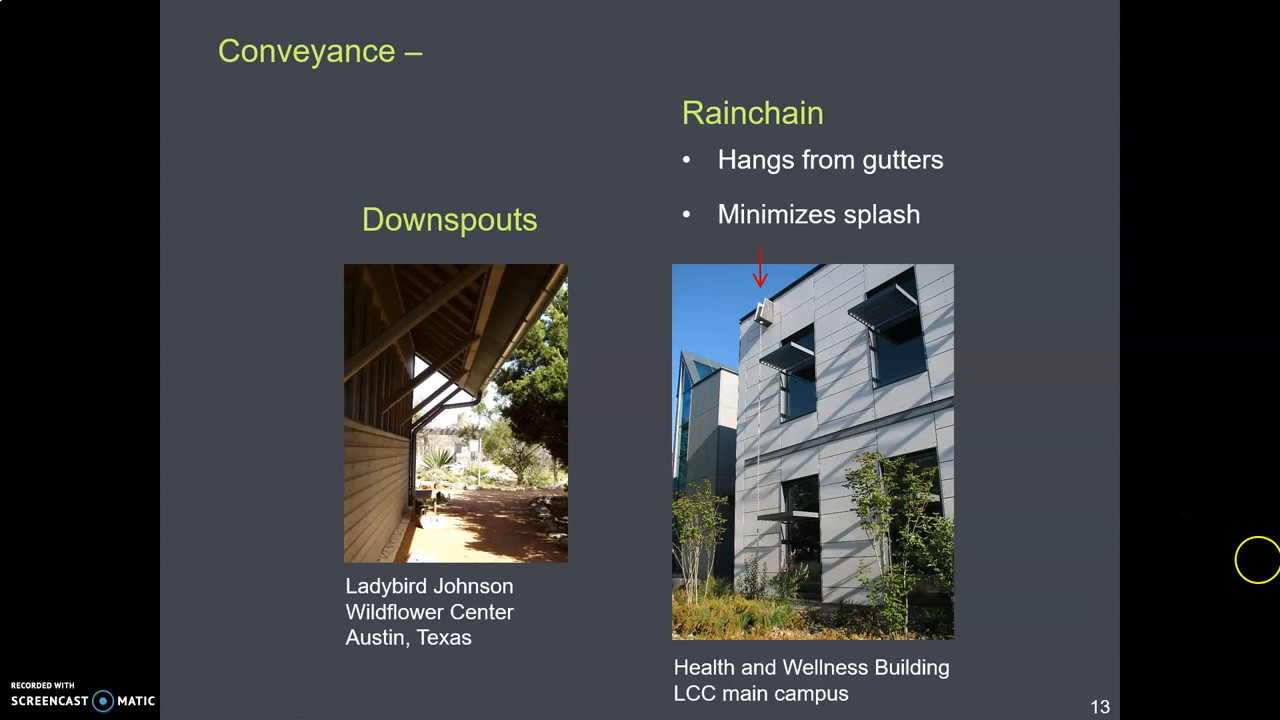 Conveyance –
Rainchain
• Hangs from gutters
• Minimizes splash
Downspouts
Ladybird Johnson
Wildflower Center
Austin, Texas
Health and Wellness Building
LCC main campus
13
RECORDED WITH
SCREENCAST MATIC